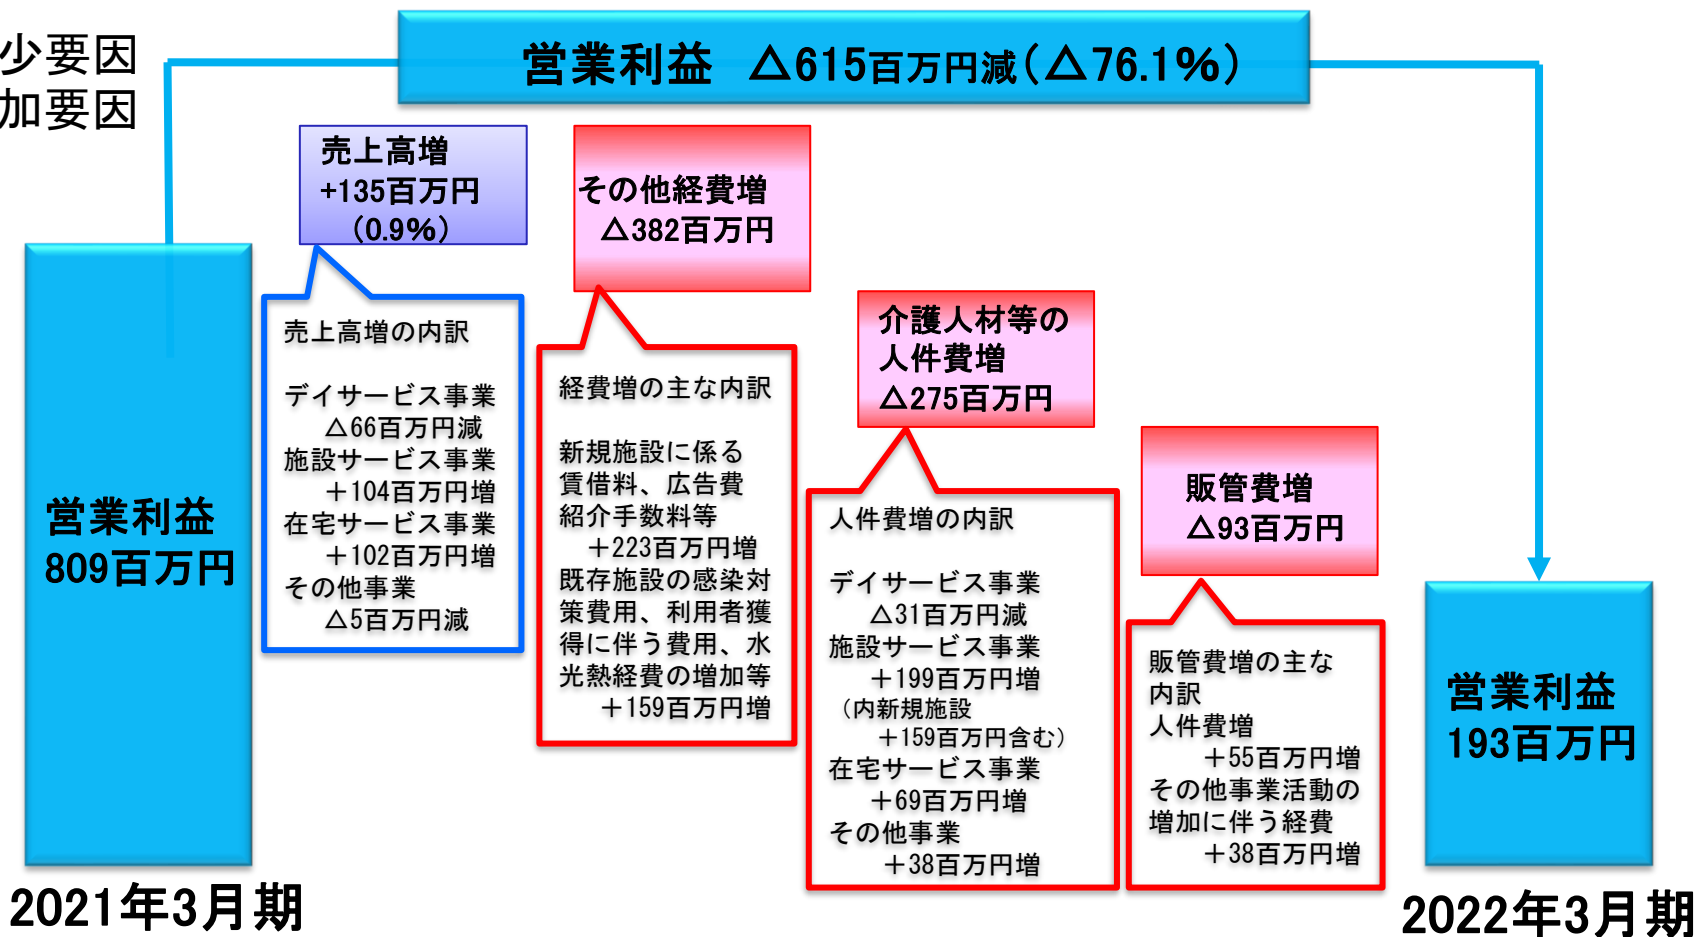 少要因
加要因
営業利益 △615百万円減(△76.1%)
売上高増
+135百万円
(0.9%)
その他経費増
△382百万円
介護人材等の
人件費増
△275百万円
販管費増
△93百万円
営業利益
809百万円
売上高増の内訳
デイサービス事業
△66百万円減
施設サービス事業
+104百万円増
在宅サービス事業
+102百万円増
その他事業
△5百万円減
経費増の主な内訳
新規施設に係る
賃借料、広告費
紹介手数料等
+223百万円増
既存施設の感染対
策費用、利用者獲
得に伴う費用、水
光熱経費の増加等
+159百万円増
人件費増の内訳
デイサービス事業
△31百万円減
施設サービス事業
+199百万円増
(内新規施設
+159百万円含む)
在宅サービス事業
+69百万円増
その他事業
+38百万円増
販管費増の主な
内訳
人件費増
+55百万円増
その他事業活動の
増加に伴う経費
+38百万円増
営業利益
193百万円
2021年3月期
2022年3月期